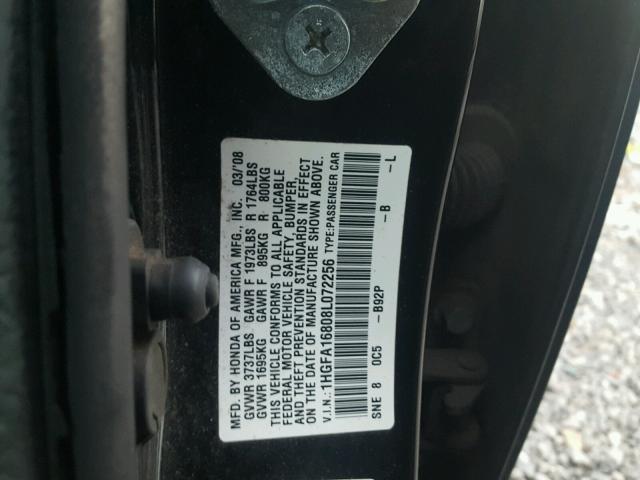 MFD. BY HONDA OF AMERICA MFG., INC. 03/'08
GVWR 3737LBS GAWR F 1973LBS R 1764LBS
GVWR 1695KG GAWR F 895KG R 800KG
THIS VEHICLE CONFORMS TO ALL APPLICABLE
FEDERAL MOTOR VEHICLE SAFETY, BUMPER,
AND THEFT PREVENTION STANDARDS IN EFFECT
ON THE DATE OF MANUFACTURE SHOWN ABOVE.
V.I.N.:1HGFA16808L072256 TYPE:PASSENGER CAR
SNE 8 0C5 -B92P -B -L